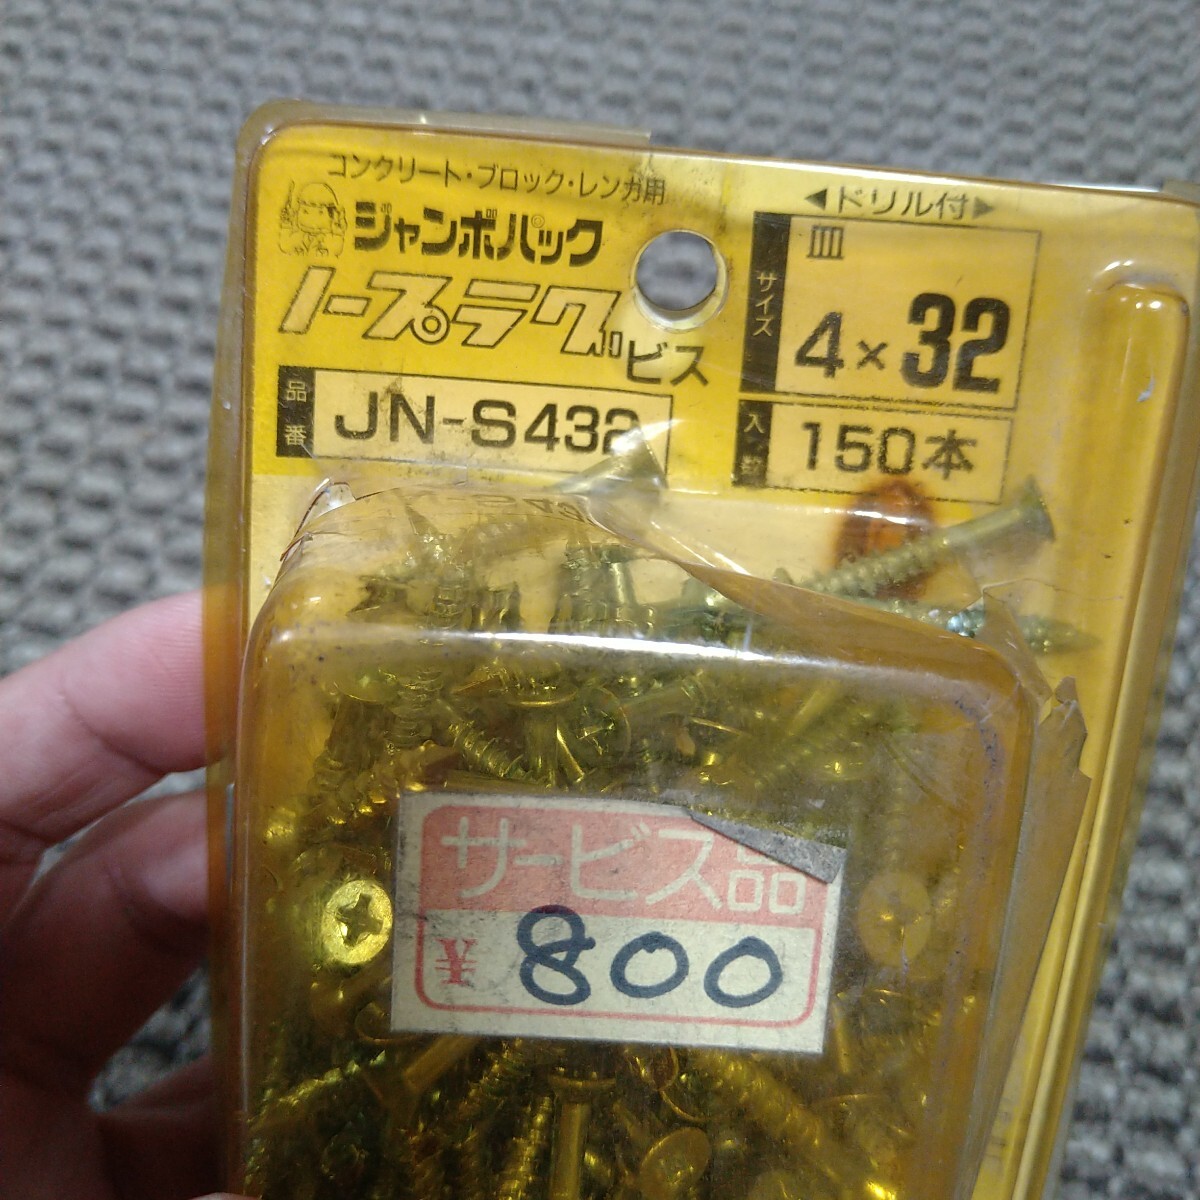 コンクリート・ブロック・レンガ用
ジャンボパック
ノープラグ
ビス
品番
JN-S432
◀ドリル付▶
サイズ
皿
4×32
入数
150本
サービス品
¥ 800